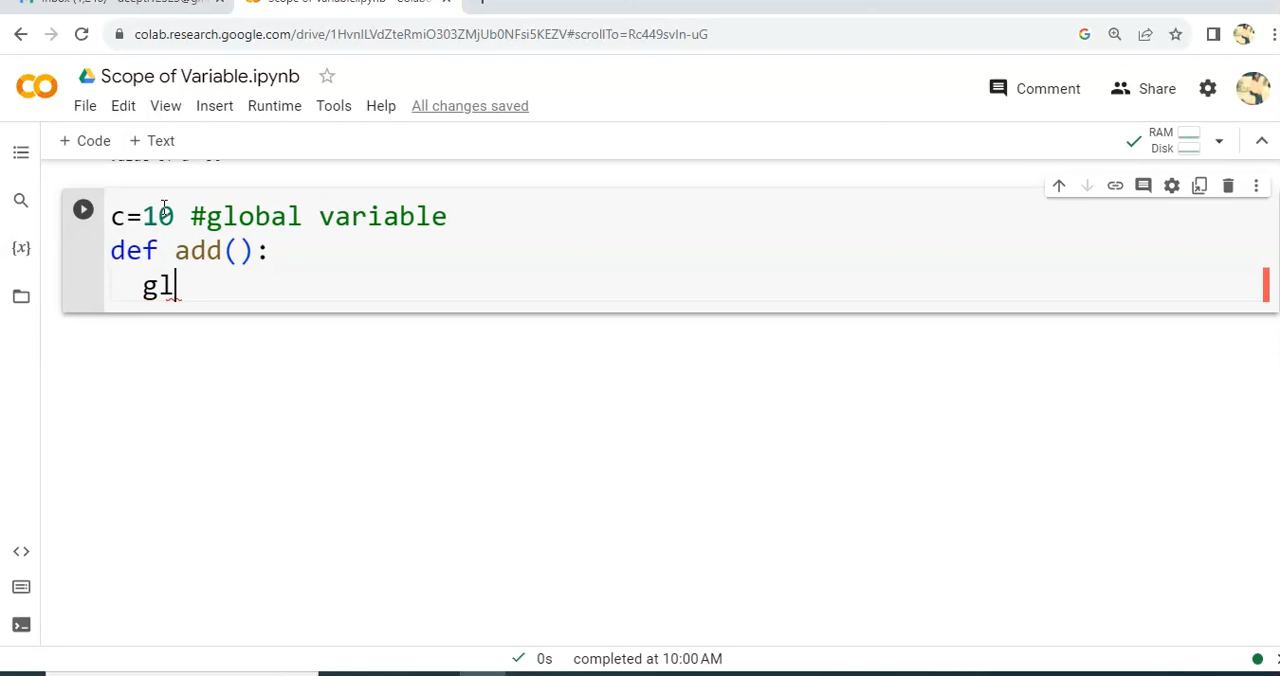 colab.research.google.com/drive/1HvnILVdZteRmiO303ZMjUb0NFsi5KEZV#scrollTo=Rc449svIn-uG
Scope of Variable.ipynb
Comment
Share
File Edit View Insert Runtime Tools Help All changes saved
+ Code + Text
RAM
Disk
c=10 #global variable
def add():
gl
{x}
0s completed at 10:00 AM